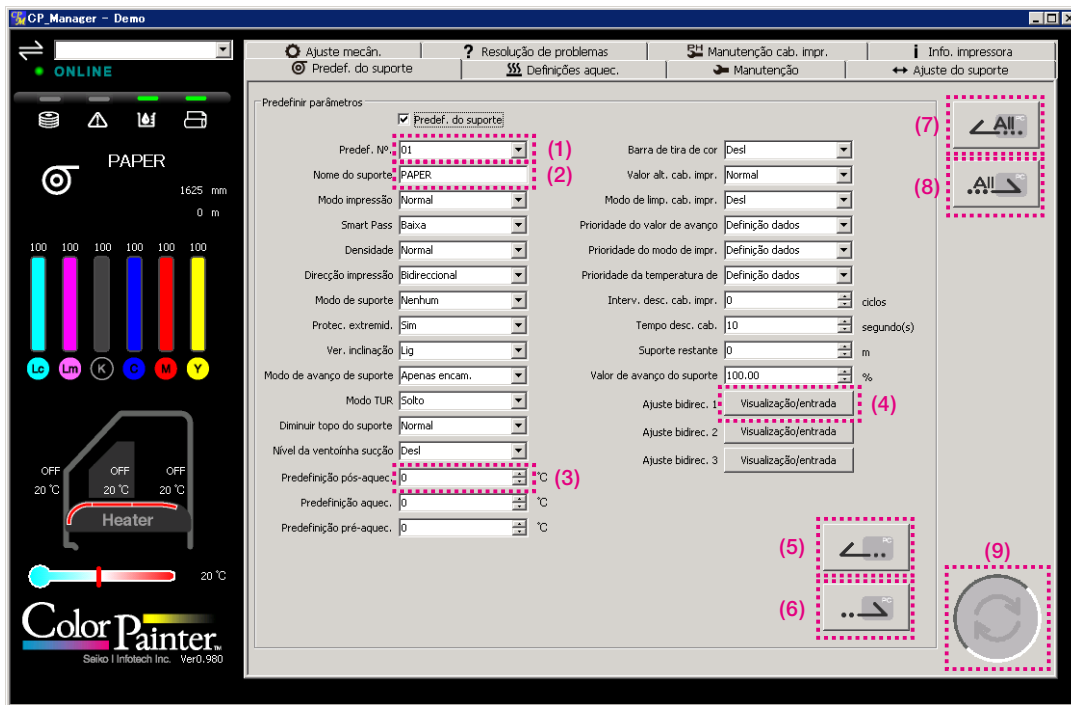 CP_Manager - Demo
ONLINE
PAPER
1625 mm
0 m
100 100 100 100 100 100
Lc Lm K C M Y
OFF OFF OFF
20 °C 20 °C 20 °C
Heater
20 °C
Color Painter™
Seiko I Infotech Inc. Ver0.980
Ajuste mecân.
? Resolução de problemas
PH Manutenção cab. impr.
i Info. impressora
Predef. do suporte
Definições aquec.
Manutenção
Ajuste do suporte
Predefinir parâmetros
Predef. do suporte
Predef. Nº. 01 (1)
Nome do suporte PAPER (2)
Modo impressão Normal
Smart Pass Baixa
Densidade Normal
Direcção impressão Bidireccional
Modo de suporte Nenhum
Protec. extremid. Sim
Ver. inclinação Lig
Modo de avanço de suporte Apenas encam.
Modo TUR Solto
Diminuir topo do suporte Normal
Nível da ventoínha sucção Desl
Predefinição pós-aquec. 0 °C (3)
Predefinição aquec. 0 °C
Predefinição pré-aquec. 0 °C
Barra de tira de cor Desl
Valor alt. cab. impr. Normal
Modo de limp. cab. impr. Desl
Prioridade do valor de avanço Definição dados
Prioridade do modo de impr. Definição dados
Prioridade da temperatura de Definição dados
Interv. desc. cab. impr. 0 ciclos
Tempo desc. cab. 10 segundo(s)
Suporte restante 0 m
Valor de avanço do suporte 100.00 %
Ajuste bidirec. 1 Visualização/entrada (4)
Ajuste bidirec. 2 Visualização/entrada
Ajuste bidirec. 3 Visualização/entrada
(5) PC
(6) PC
(7) All PC
(8) All PC
(9)